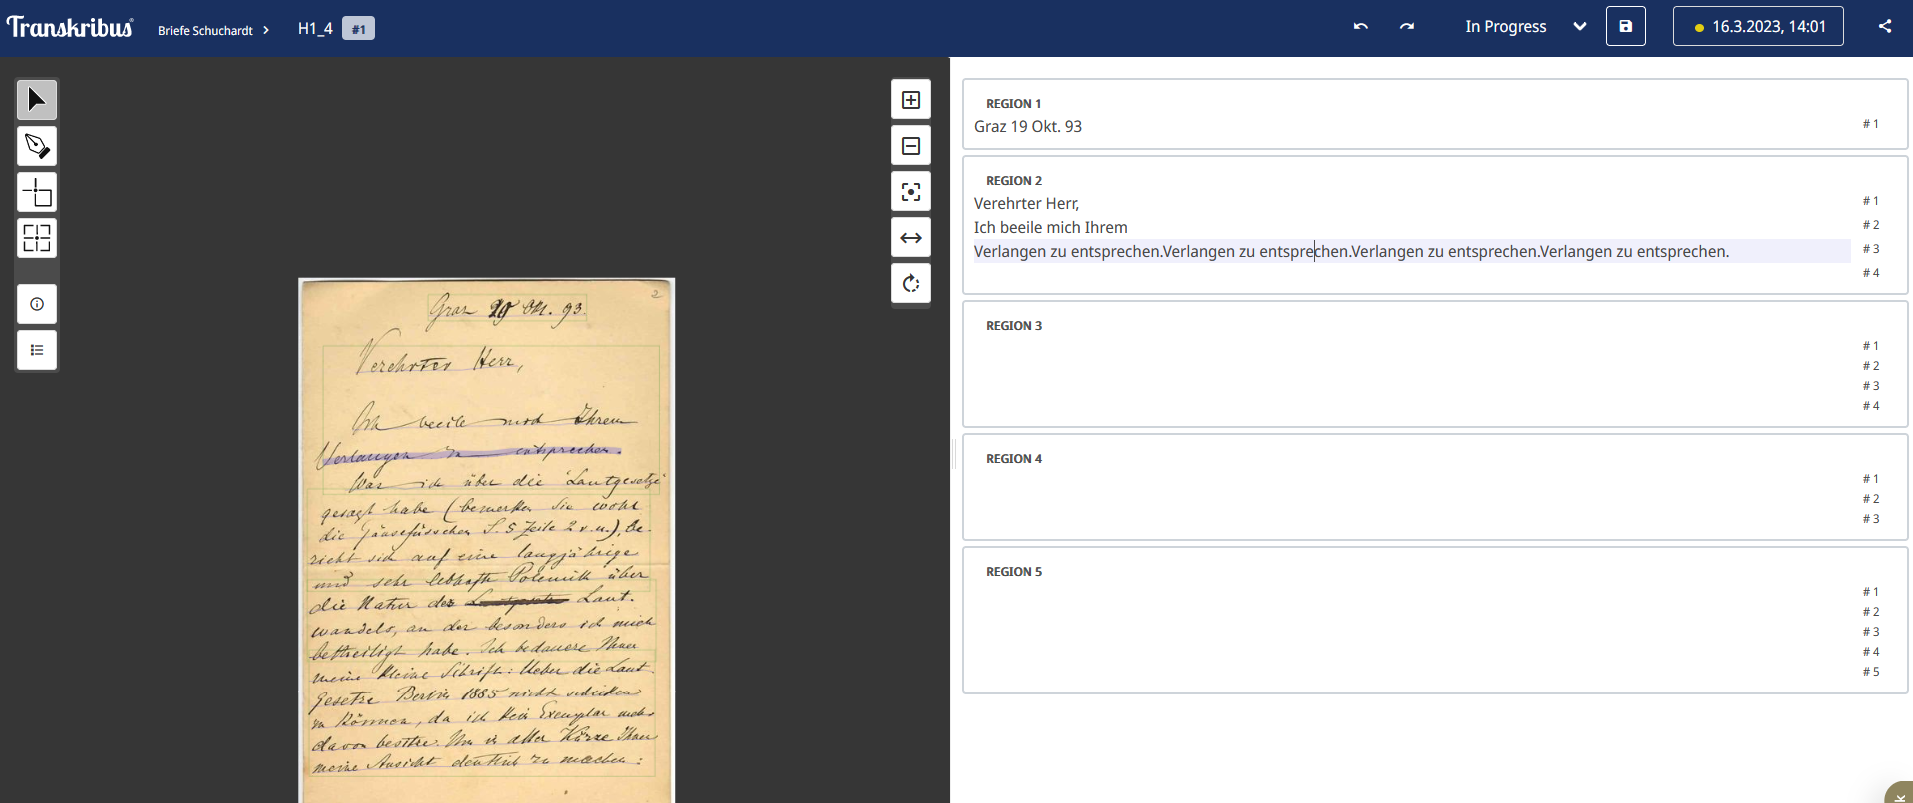 Transkribus
Briefe Schuchardt
H1_4
#1
In Progress
16.3.2023, 14:01
2
Graz 19 Okt. 93.
Verehrter Herr,
Ich beeile mich Ihrem
Verlangen zu entsprechen.
Was ich über die Lautgesetze
gesagt habe (bemerken Sie wohl
die Gänsefüsschen S. 5 Zeile 2 v. u.), be-
zieht sich auf eine langjährige
und sehr lebhafte Polemik über
die Natur des Laut-
wandels, an der besonders ich mich
betheiligt habe. Ich bedauere Ihnen
meine kleine Schrift: Ueber die Laut
gesetze Berlin 1885 nicht schicken
zu können, da ich kein Exemplar mehr
davon besitze. Um in aller Kürze Ihnen
meine Ansicht deutlich zu machen:
REGION 1
Graz 19 Okt. 93
#1
REGION 2
Verehrter Herr,
#1
Ich beeile mich Ihrem
#2
Verlangen zu entsprechen.Verlangen zu entsprechen.Verlangen zu entsprechen.Verlangen zu entsprechen.
#3
#4
REGION 3
#1
#2
#3
#4
REGION 4
#1
#2
#3
REGION 5
#1
#2
#3
#4
#5